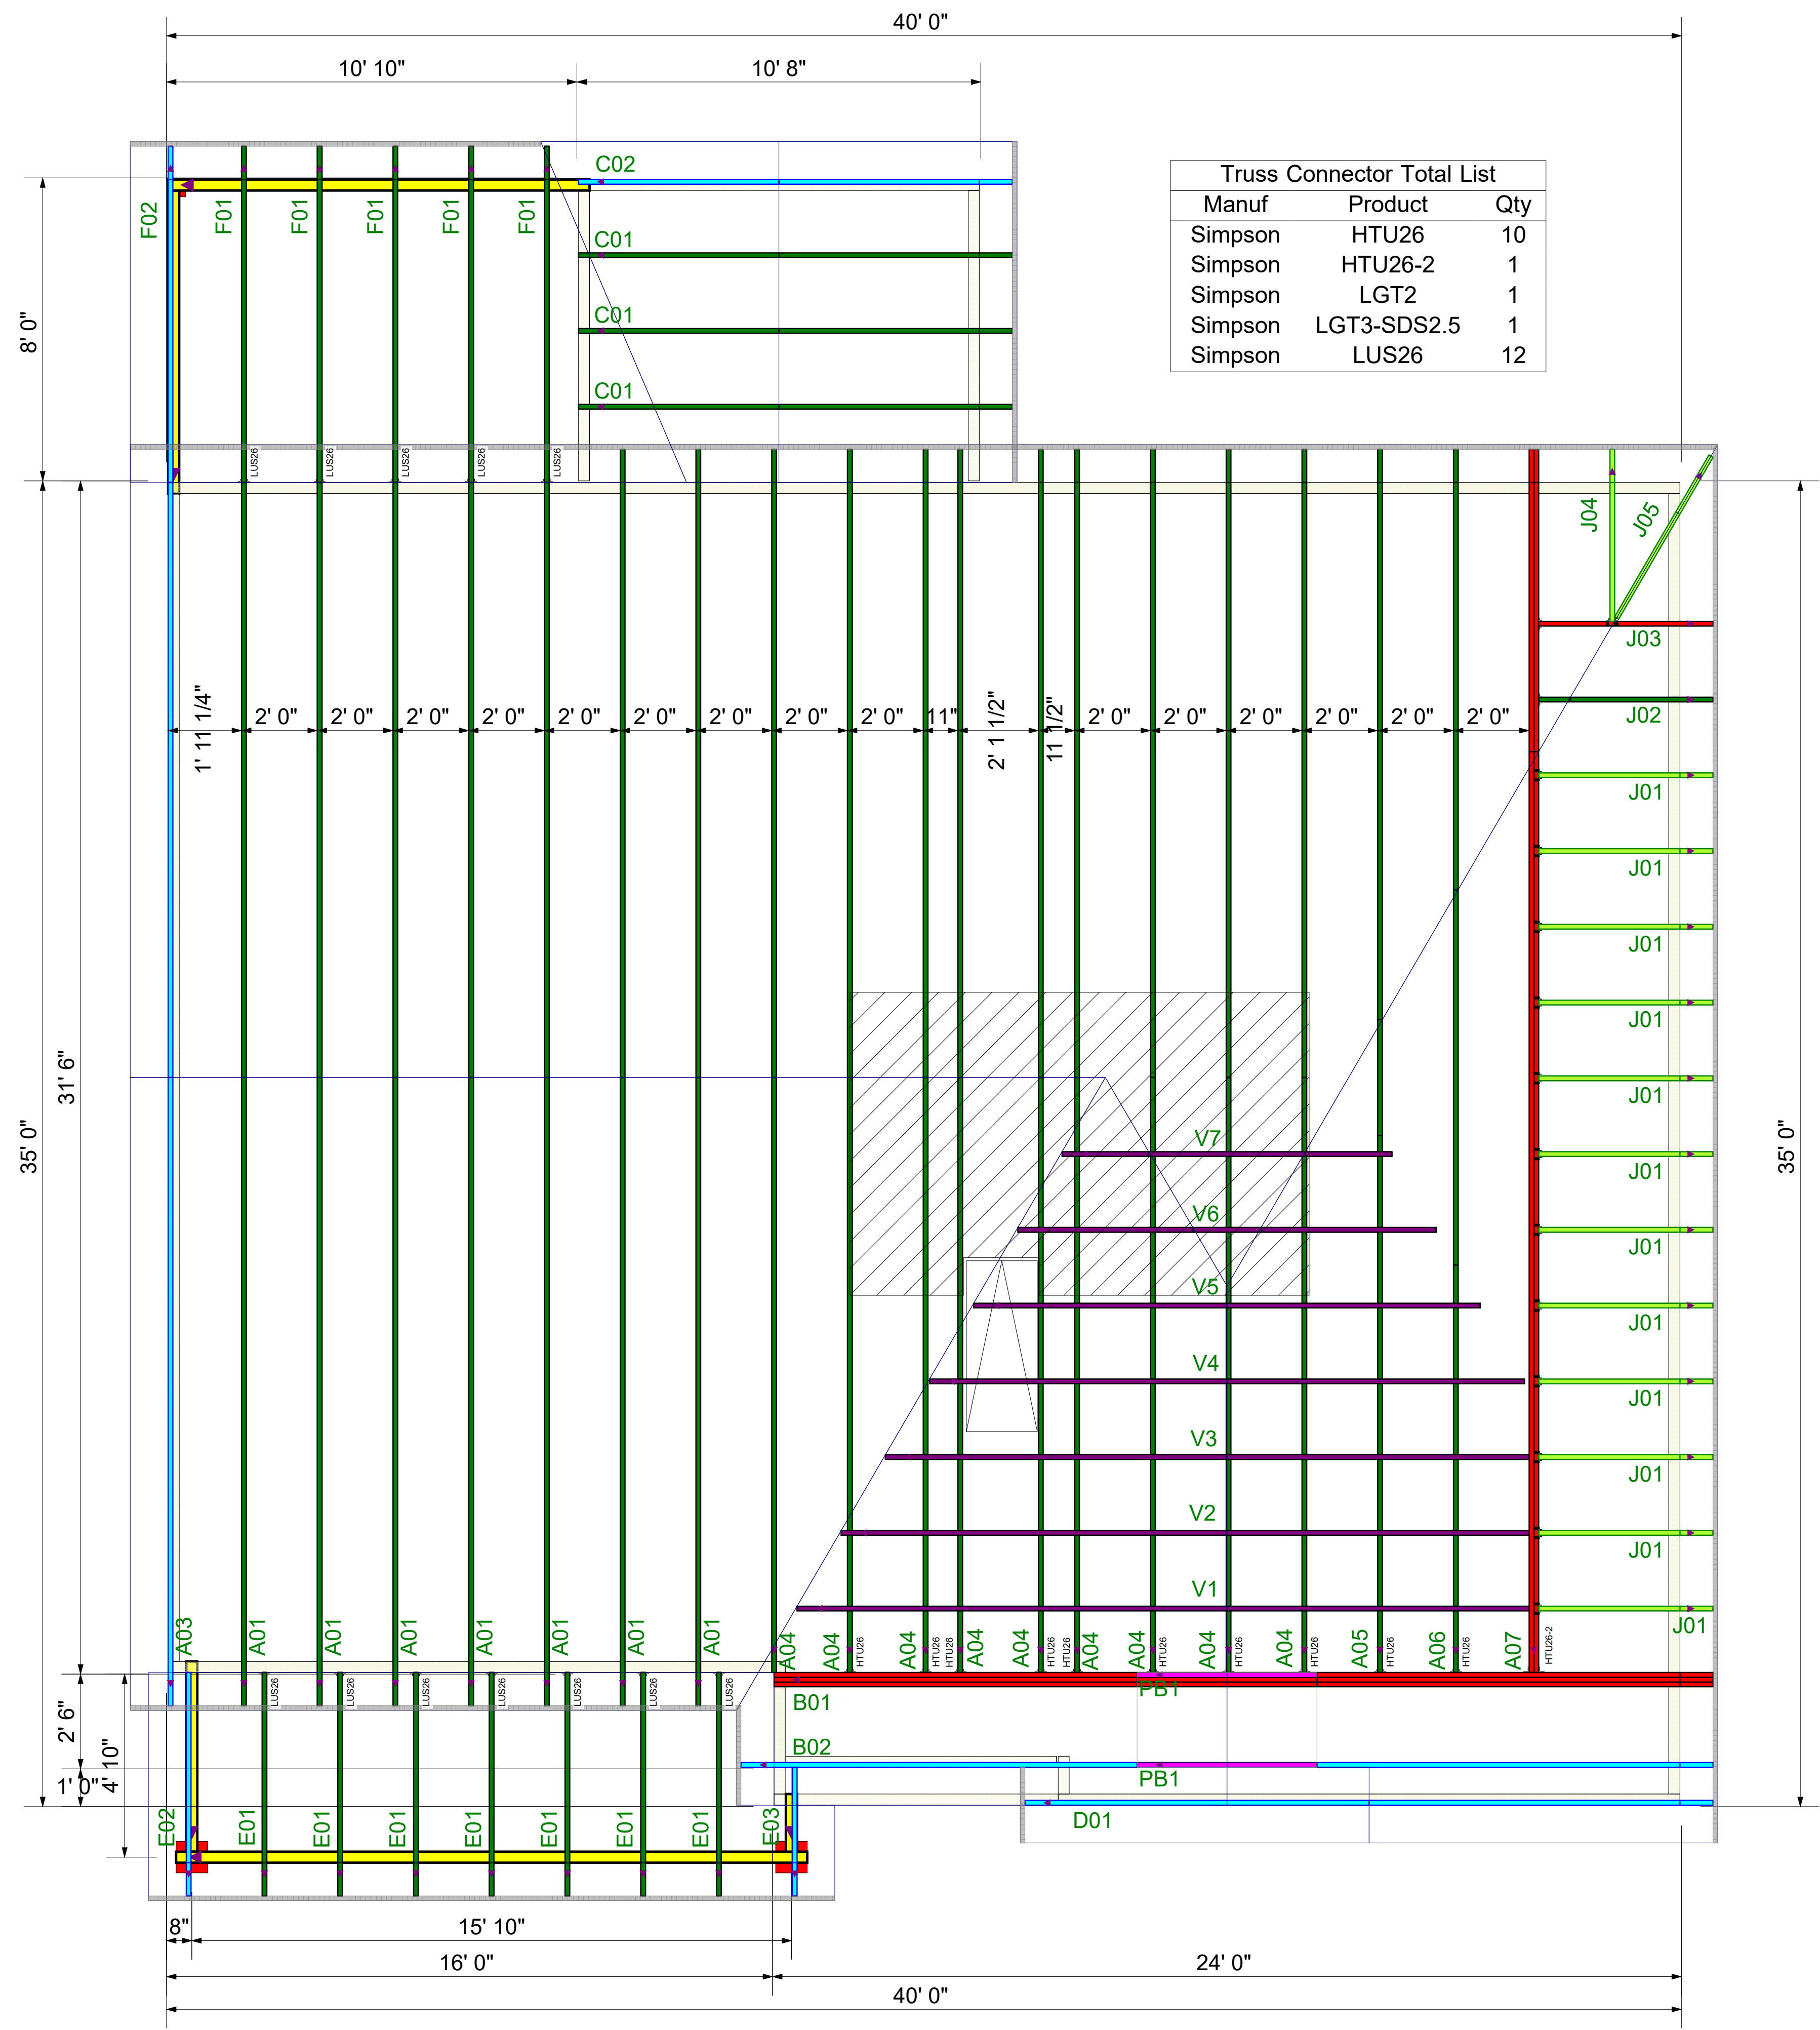 40' 0"
10' 10"
10' 8"
Truss Connector Total List
Manuf Product Qty
Simpson HTU26 10
Simpson HTU26-2 1
Simpson LGT2 1
Simpson LGT3-SDS2.5 1
Simpson LUS26 12
C02
F02
F01
F01
F01
F01
F01
C01
C01
C01
8' 0"
LUS26
LUS26
LUS26
LUS26
LUS26
J04
J05
J03
J02
1' 11 1/4"
2' 0"
2' 0"
2' 0"
2' 0"
2' 0"
2' 0"
2' 0"
2' 0"
2' 0"
11"
2' 1 1/2"
11 1/2"
2' 0"
2' 0"
2' 0"
2' 0"
2' 0"
2' 0"
J01
J01
J01
J01
J01
J01
J01
J01
J01
J01
J01
J01
35' 0"
31' 6"
35' 0"
V7
V6
V5
V4
V3
V2
V1
A03
A01
A01
A01
A01
A01
A01
A01
A04
A04
A04
A04
A04
A04
A04
A04
A04
A05
A06
A07
HTU26
HTU26
HTU26
HTU26
HTU26
HTU26
HTU26
HTU26
HTU26
HTU26
HTU26-2
LUS26
LUS26
LUS26
LUS26
LUS26
LUS26
LUS26
B01
PB1
B02
PB1
D01
2' 6"
1' 0"
4' 10"
E02
E01
E01
E01
E01
E01
E01
E01
E03
8"
15' 10"
16' 0"
24' 0"
40' 0"